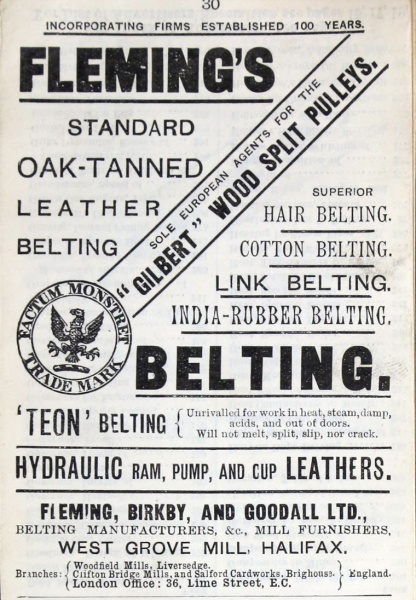 30
INCORPORATING FIRMS ESTABLISHED 100 YEARS.
FLEMING'S
STANDARD
OAK-TANNED
LEATHER
BELTING
SOLE EUROPEAN AGENTS FOR THE
"GILBERT" WOOD SPLIT PULLEYS.
SUPERIOR
HAIR BELTING.
COTTON BELTING.
LINK BELTING.
INDIA-RUBBER BELTING.
FACTUM MONSTRET
TRADE MARK
BELTING.
'TEON' BELTING { Unrivalled for work in heat, steam, damp,
acids, and out of doors.
Will not melt, split, slip, nor crack.
HYDRAULIC RAM, PUMP, AND CUP LEATHERS.
FLEMING, BIRKBY, AND GOODALL LTD.,
BELTING MANUFACTURERS, &c., MILL FURNISHERS,
WEST GROVE MILL, HALIFAX.
Branches: { Woodfield Mills, Liversedge.
Clifton Bridge Mills, and Salford Cardworks, Brighouse. } England.
London Office: 36, Lime Street, E.C.